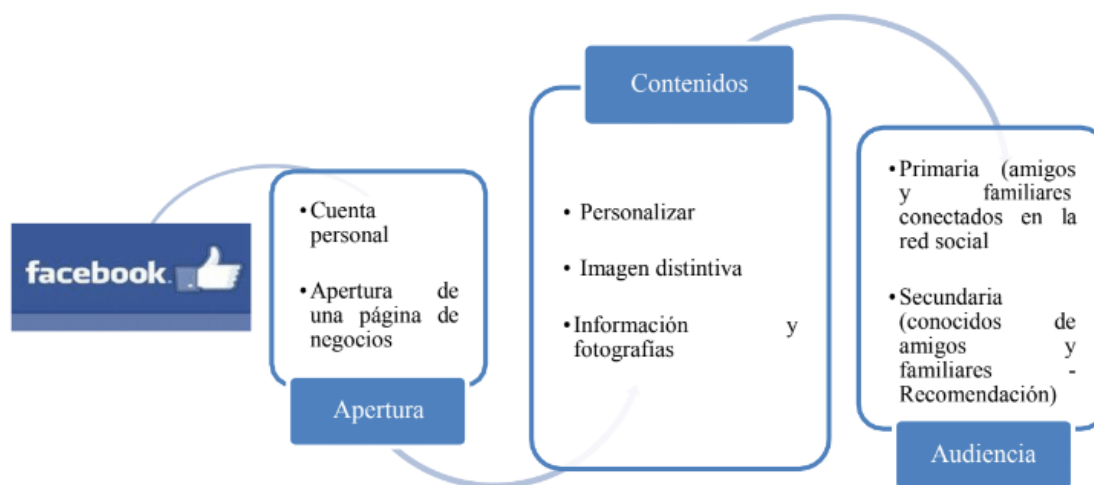 facebook.
• Cuenta
personal
• Apertura de
una página de
negocios
Apertura
Contenidos
• Personalizar
• Imagen distintiva
• Información y
fotografías
• Primaria (amigos
y familiares
conectados en la
red social
• Secundaria
(conocidos de
amigos y
familiares -
Recomendación)
Audiencia